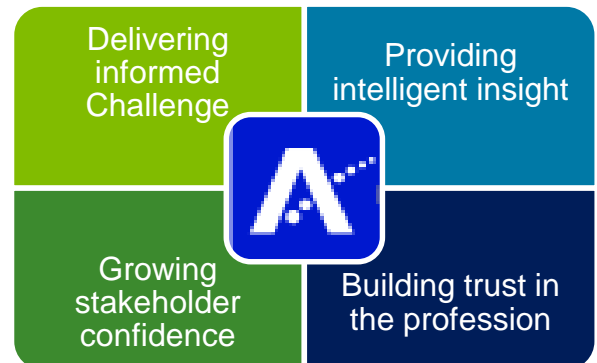 Delivering
informed
Challenge
Providing
intelligent insight
Growing
stakeholder
confidence
Building trust in
the profession